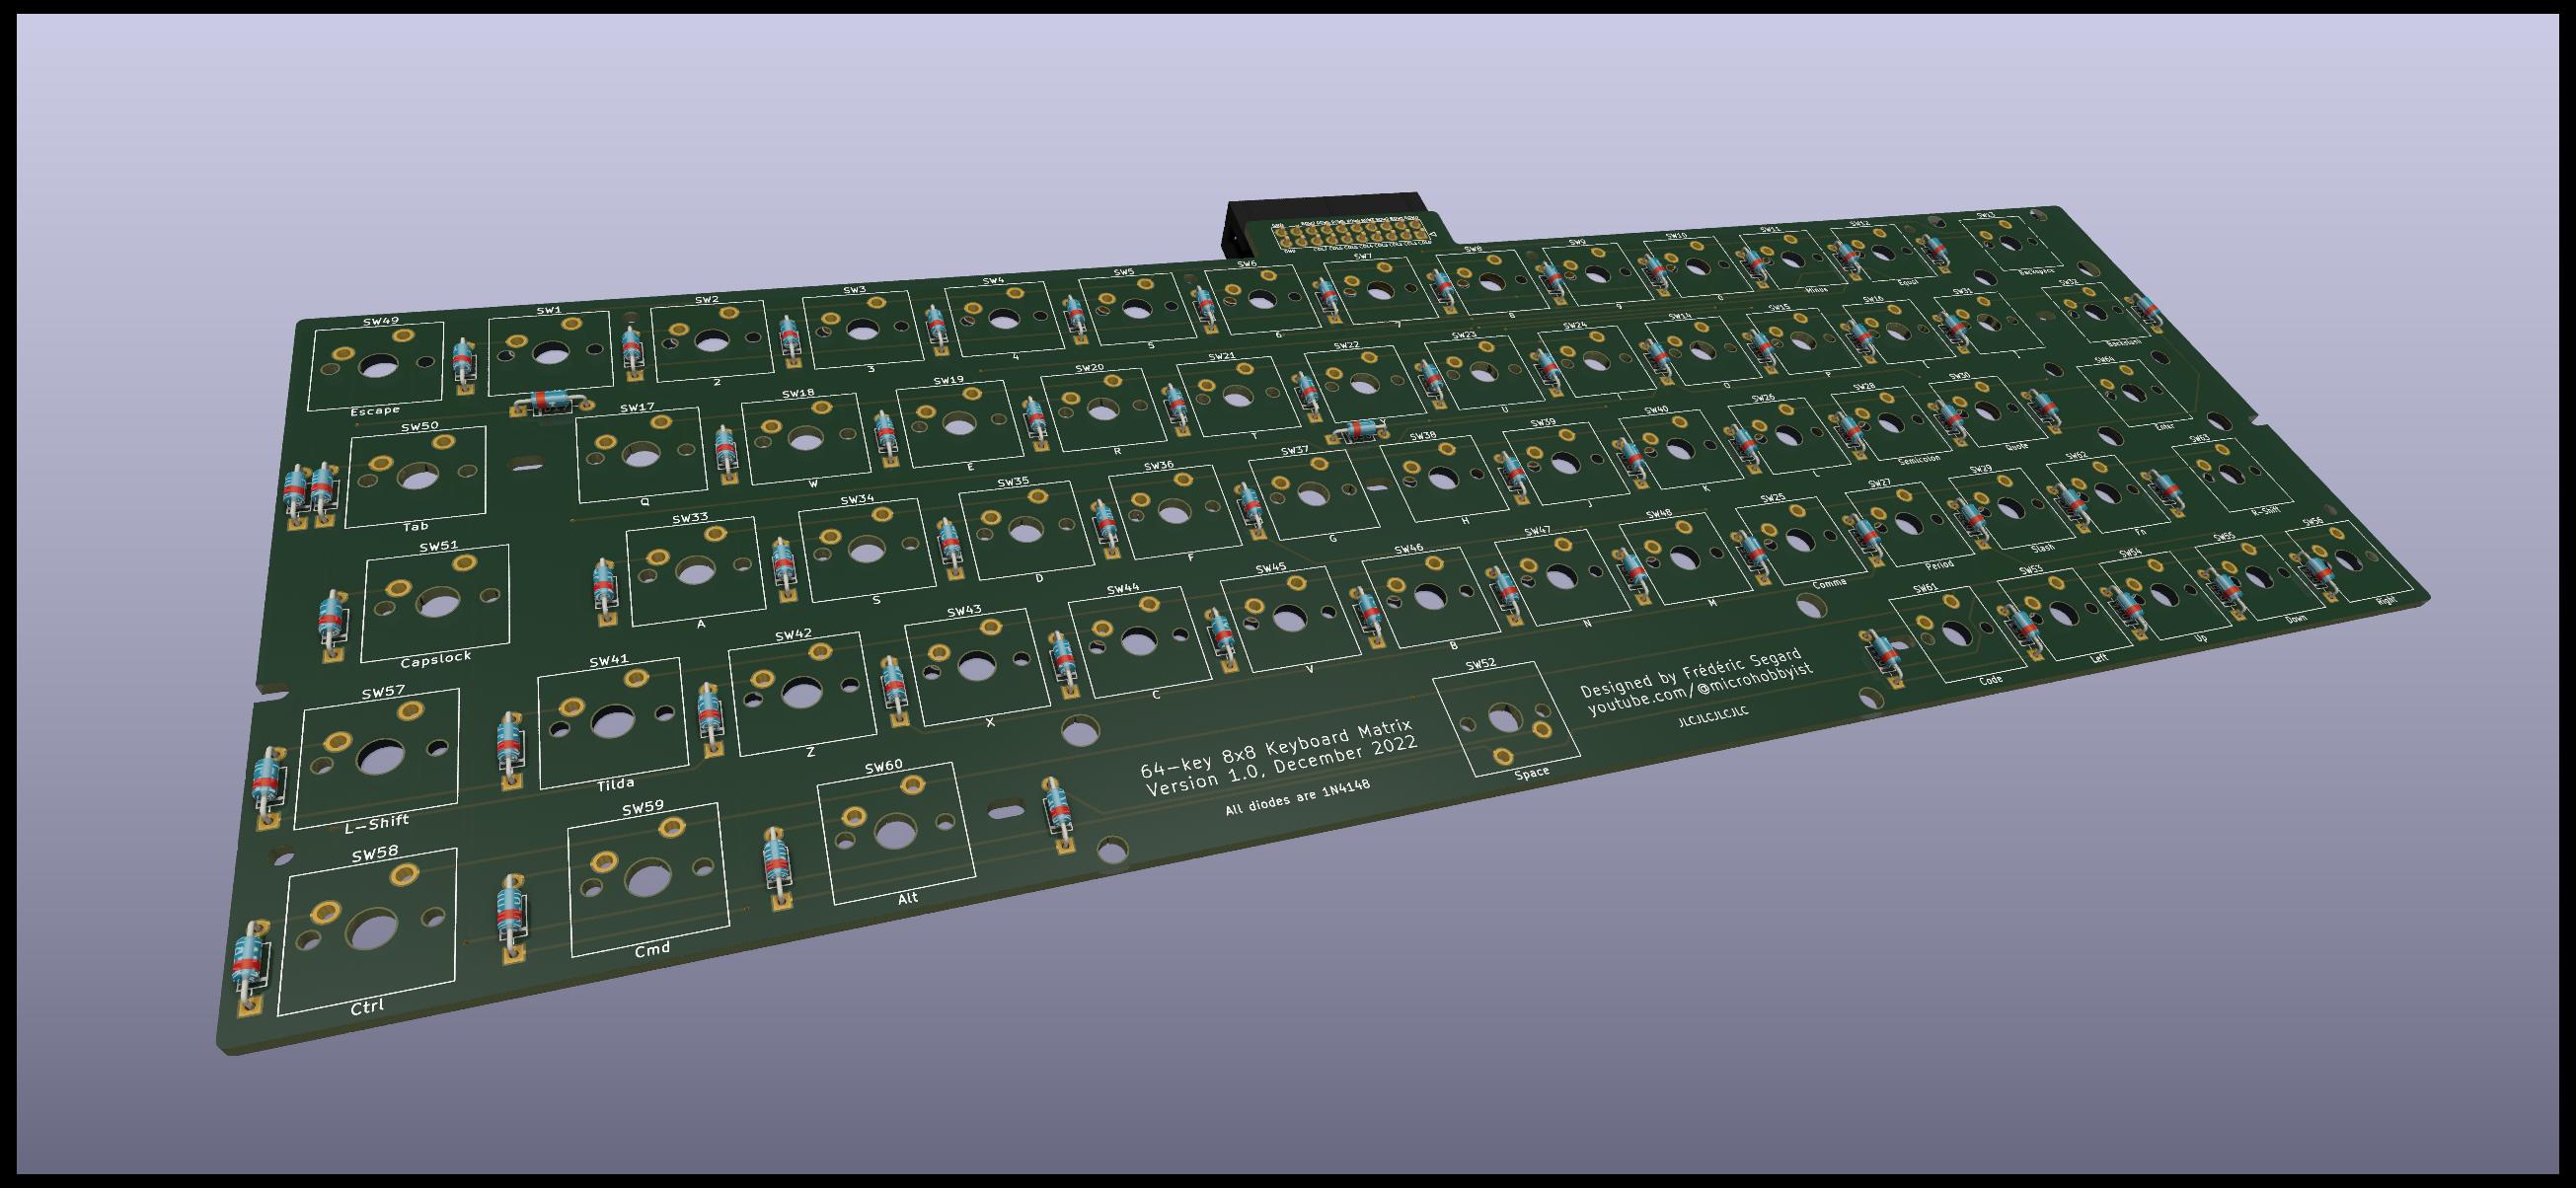 SW49
Escape
SW1
SW2
2
SW3
3
SW4
4
SW5
5
SW6
6
SW7
7
SW8
8
SW9
9
SW10
0
SW11
Minus
SW12
Equal
SW13
Backspace
SW50
Tab
SW17
Q
SW18
W
SW19
E
SW20
R
SW21
T
SW22
SW23
U
SW24
I
SW14
O
SW15
P
SW16
SW31
SW32
Backslash
SW51
Capslock
SW33
A
SW34
S
SW35
D
SW36
F
SW37
G
SW38
H
SW39
J
SW40
K
SW26
L
SW28
Semicolon
SW30
Quote
SW64
Enter
SW57
L-Shift
SW41
Tilda
SW42
Z
SW43
X
SW44
C
SW45
V
SW46
B
SW47
N
SW48
M
SW25
Comma
SW27
Period
SW29
Slash
SW62
Fn
SW63
R-Shift
SW58
Ctrl
SW59
Cmd
SW60
Alt
SW52
Space
SW61
Code
SW53
Left
SW54
Up
SW55
Down
SW56
Right
64-key 8x8 Keyboard Matrix
Version 1.0, December 2022
All diodes are 1N4148
Designed by Frédéric Segard
youtube.com/@microhobbyist
JLCJLCJLCJLC